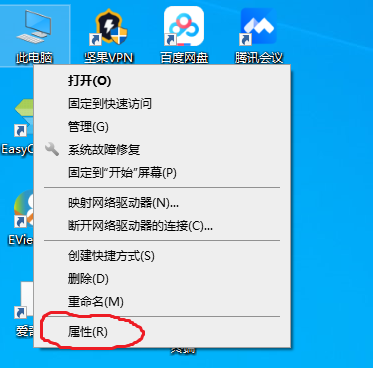 此电脑
坚果VPN
百度网盘
腾讯会议
打开(O)
固定到快速访问
管理(G)
系统故障修复
固定到"开始"屏幕(P)
映射网络驱动器(N)...
断开网络驱动器的连接(C)...
创建快捷方式(S)
删除(D)
重命名(M)
属性(R)
EasyC
EVie
爱